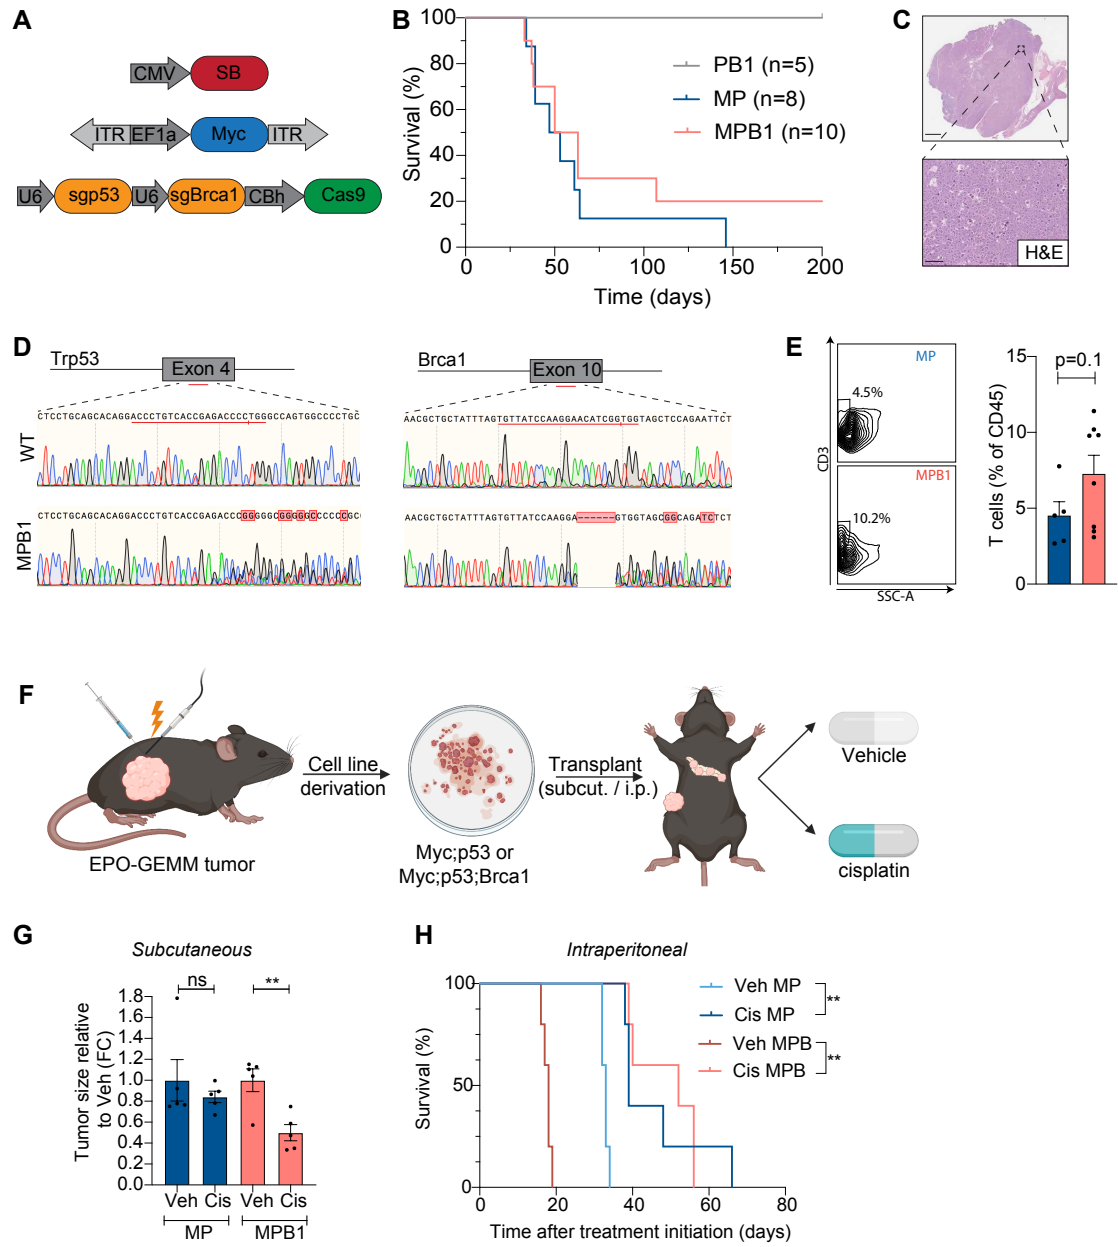 A
CMV SB
ITR EF1a Myc ITR
U6 sgp53 U6 sgBrca1 CBh Cas9
B
Survival (%)
100
80
60
40
20
0
0 50 100 150 200
Time (days)
PB1 (n=5)
MP (n=8)
MPB1 (n=10)
C
H&E
D
Trp53
Exon 4
Brca1
Exon 10
WT
CTCCTGCAGCACAGGACCCTGTCACCGAGACCCCTGGGCCAGTGGCCCCTGC
AACGCTGCTATTTAGTGTTATCCAAGGAACATCGGTGGTAGCTCCAGAATTCT
MPB1
CTCCTGCAGCACAGGACCCTGTCACCGAGACCCGGGGGCGGGGGCCCCCCGC
AACGCTGCTATTTAGTGTTATCCAAGGA-------GTGGTAGCGGCAGATCTCT
E
CD3
MP
4.5%
MPB1
10.2%
SSC-A
T cells (% of CD45)
15
10
5
0
p=0.1
F
EPO-GEMM tumor
Cell line
derivation
Myc;p53 or
Myc;p53;Brca1
Transplant
(subcut. / i.p.)
Vehicle
cisplatin
G
Subcutaneous
Tumor size relative
to Veh (FC)
1.8
1.6
1.4
1.2
1.0
0.8
0.6
0.4
0.2
0.0
ns
**
Veh Cis Veh Cis
MP MPB1
H
Intraperitoneal
Survival (%)
100
50
0
0 20 40 60 80
Time after treatment initiation (days)
Veh MP
Cis MP
**
Veh MPB
Cis MPB
**